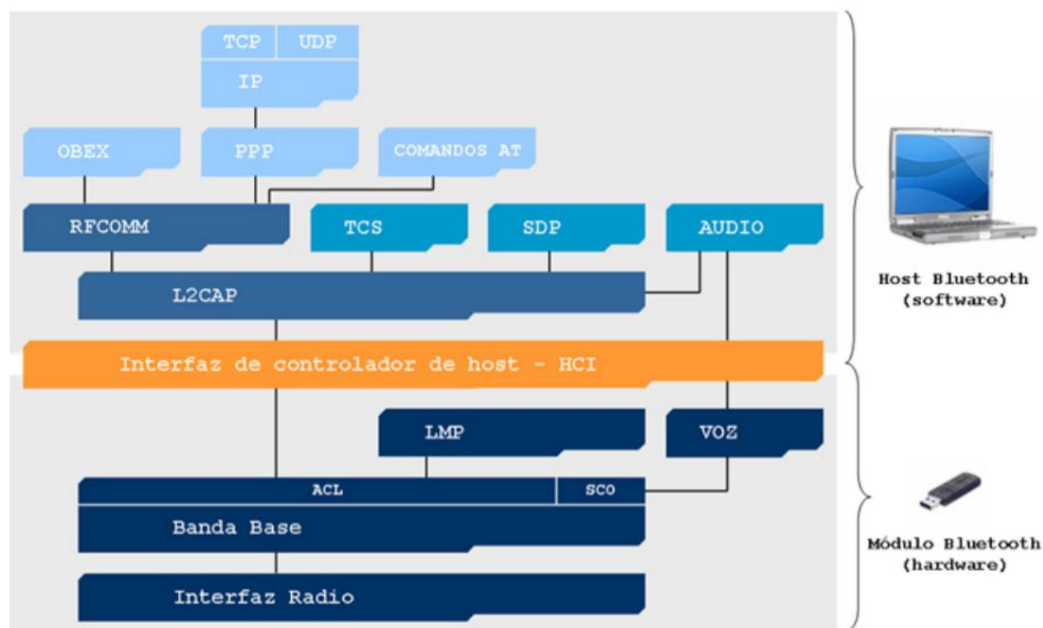 TCP UDP
IP
OBEX PPP COMANDOS AT
RFCOMM TCS SDP AUDIO
L2CAP
Host Bluetooth
(software)
Interfaz de controlador de host - HCI
LMP VOZ
ACL SCO
Banda Base
Módulo Bluetooth
(hardware)
Interfaz Radio